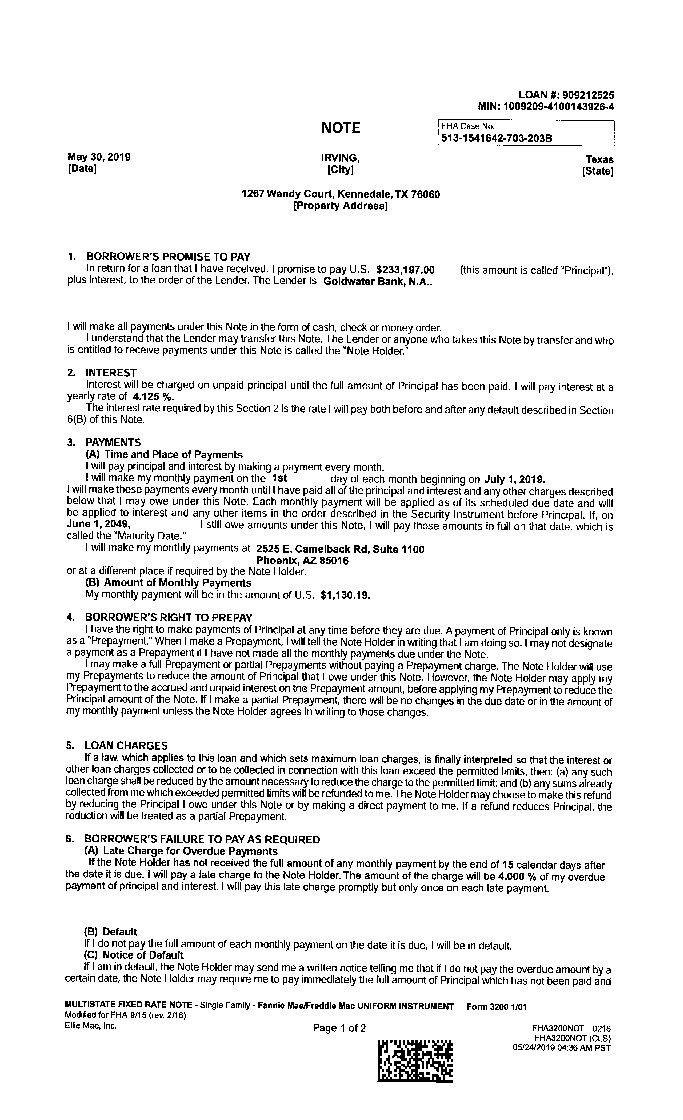 LOAN #: 909212525
MIN: 1009209-4100143926-4
NOTE
FHA Case No.
513-1541642-703-203B
May 30, 2019 IRVING, Texas
[Date] [City] [State]
1267 Wandy Court, Kennedale, TX 76060
[Property Address]
1. BORROWER'S PROMISE TO PAY
In return for a loan that I have received, I promise to pay U.S. $233,197.00 (this amount is called "Principal"),
plus interest, to the order of the Lender. The Lender is Goldwater Bank, N.A..
I will make all payments under this Note in the form of cash, check or money order.
I understand that the Lender may transfer this Note. The Lender or anyone who takes this Note by transfer and who
is entitled to receive payments under this Note is called the "Note Holder."
2. INTEREST
Interest will be charged on unpaid principal until the full amount of Principal has been paid. I will pay interest at a
yearly rate of 4.125 %.
The interest rate required by this Section 2 is the rate I will pay both before and after any default described in Section
6(B) of this Note.
3. PAYMENTS
(A) Time and Place of Payments
I will pay principal and interest by making a payment every month.
I will make my monthly payment on the 1st day of each month beginning on July 1, 2019.
I will make these payments every month until I have paid all of the principal and interest and any other charges described
below that I may owe under this Note. Each monthly payment will be applied as of its scheduled due date and will
be applied to interest and any other items in the order described in the Security Instrument before Principal. If, on
June 1, 2049, I still owe amounts under this Note, I will pay those amounts in full on that date, which is
called the "Maturity Date."
I will make my monthly payments at 2525 E. Camelback Rd, Suite 1100
Phoenix, AZ 85016
or at a different place if required by the Note Holder.
(B) Amount of Monthly Payments
My monthly payment will be in the amount of U.S. $1,130.19.
4. BORROWER'S RIGHT TO PREPAY
I have the right to make payments of Principal at any time before they are due. A payment of Principal only is known
as a "Prepayment." When I make a Prepayment, I will tell the Note Holder in writing that I am doing so. I may not designate
a payment as a Prepayment if I have not made all the monthly payments due under the Note.
I may make a full Prepayment or partial Prepayments without paying a Prepayment charge. The Note Holder will use
my Prepayments to reduce the amount of Principal that I owe under this Note. However, the Note Holder may apply my
Prepayment to the accrued and unpaid interest on the Prepayment amount, before applying my Prepayment to reduce the
Principal amount of the Note. If I make a partial Prepayment, there will be no changes in the due date or in the amount of
my monthly payment unless the Note Holder agrees in writing to those changes.
5. LOAN CHARGES
If a law, which applies to this loan and which sets maximum loan charges, is finally interpreted so that the interest or
other loan charges collected or to be collected in connection with this loan exceed the permitted limits, then: (a) any such
loan charge shall be reduced by the amount necessary to reduce the charge to the permitted limit; and (b) any sums already
collected from me which exceeded permitted limits will be refunded to me. The Note Holder may choose to make this refund
by reducing the Principal I owe under this Note or by making a direct payment to me. If a refund reduces Principal, the
reduction will be treated as a partial Prepayment.
6. BORROWER'S FAILURE TO PAY AS REQUIRED
(A) Late Charge for Overdue Payments
If the Note Holder has not received the full amount of any monthly payment by the end of 15 calendar days after
the date it is due, I will pay a late charge to the Note Holder. The amount of the charge will be 4.000 % of my overdue
payment of principal and interest. I will pay this late charge promptly but only once on each late payment.
(B) Default
If I do not pay the full amount of each monthly payment on the date it is due, I will be in default.
(C) Notice of Default
If I am in default, the Note Holder may send me a written notice telling me that if I do not pay the overdue amount by a
certain date, the Note Holder may require me to pay immediately the full amount of Principal which has not been paid and
MULTISTATE FIXED RATE NOTE - Single Family - Fannie Mae/Freddie Mac UNIFORM INSTRUMENT Form 3200 1/01
Modified for FHA 9/15 (rev. 2/16)
Ellie Mae, Inc. Page 1 of 2 FHA3200NOT 0216
FHA3200NOT (CLS)
05/24/2019 04:36 AM PST